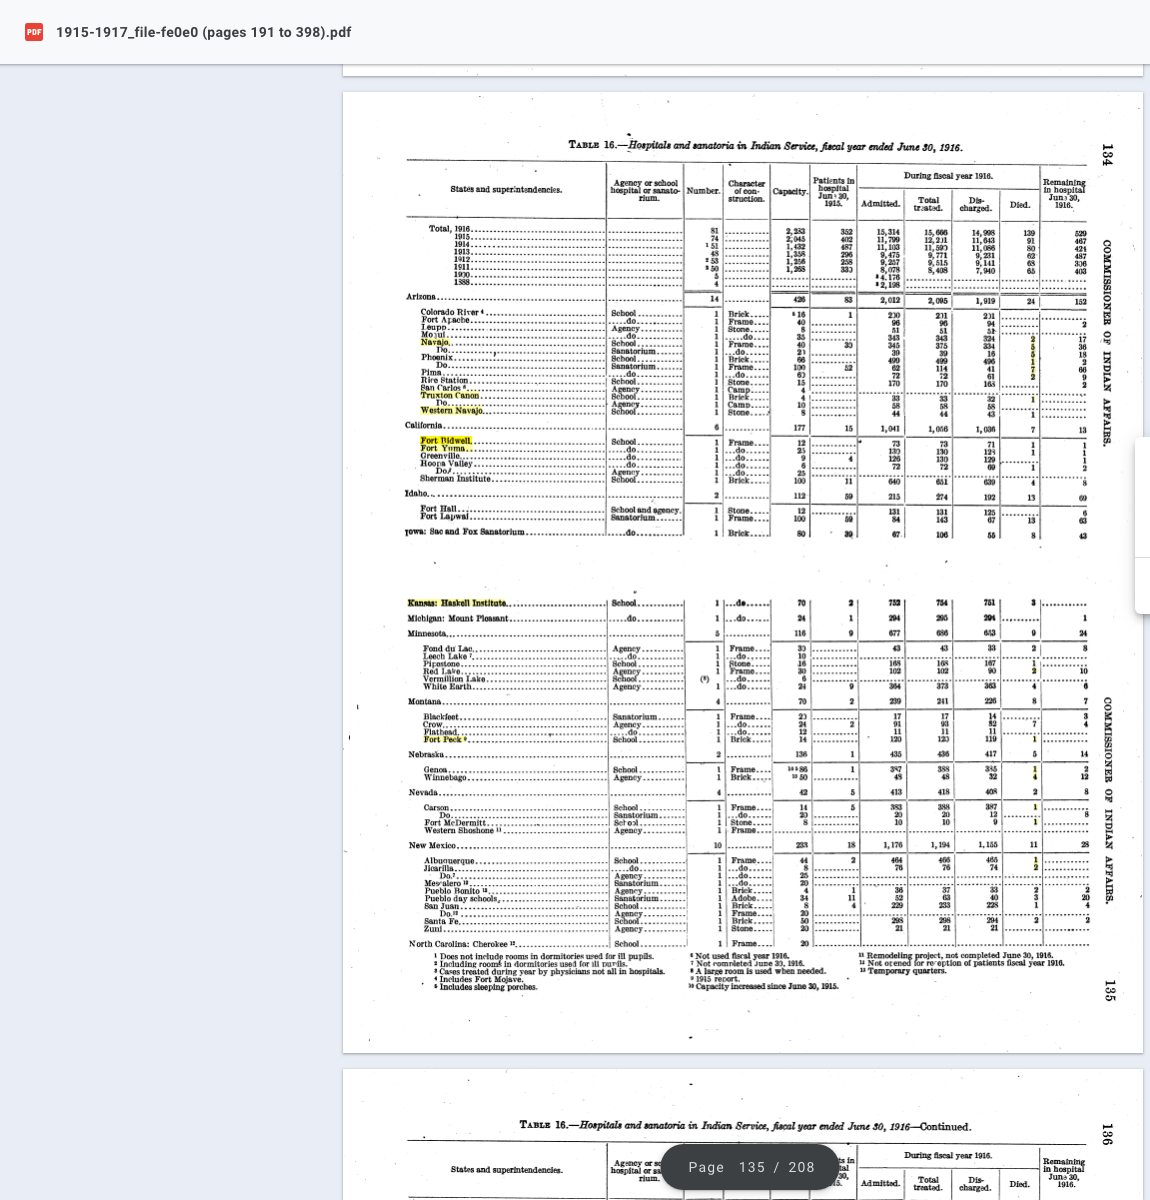 PDF 1915-1917_file-fe0e0 (pages 191 to 398).pdf
TABLE 16.—Hospitals and sanatoria in Indian Service, fiscal year ended June 30, 1916.
134
States and superintendencies. Agency or school hospital or sanatorium. Number. Character of construction. Capacity. Patients in hospital June 30, 1915. During fiscal year 1916. Remaining in hospital June 30, 1916.
Admitted. Total treated. Discharged. Died.
Total, 1916 81 2,283 352 15,314 15,666 14,998 139 529
1915 74 2,045 402 11,799 12,201 11,643 91 467
1914 1 51 1,432 487 11,103 11,590 11,086 80 424
1913 48 1,358 296 9,475 9,771 9,231 62 487
1912 2 53 1,256 258 9,257 9,515 9,141 68 306
1911 2 50 1,268 330 8,078 8,408 7,940 65 403
1900 5 3 4,176
1888 4 3 2,198
Arizona 14 426 83 2,012 2,095 1,919 24 152
Colorado River 4 School 1 Brick 5 16 1 230 231 231
Fort Apache do 1 Frame 40 96 96 94 2
Leupp Agency 1 Stone 8 51 51 51
Moqui do 1 do 35 343 343 324 2 17
Navajo School 1 Frame 40 30 345 375 334 5 36
Do. Sanatorium 1 do 20 39 39 16 5 18
Phoenix School 1 Brick 66 499 499 496 1 2
Do. Sanatorium 1 Frame 100 52 62 114 41 7 66
Pima do 1 do 60 72 72 61 2 9
Rice Station School 1 Stone 15 170 170 168 2
San Carlos 6 Agency 1 Camp 4
Truxton Canon School 1 Brick 4 33 33 32 1
Do. Agency 1 Camp 10 58 58 58
Western Navajo School 1 Stone 8 44 44 43 1
California 6 177 15 1,041 1,056 1,036 7 13
Fort Bidwell School 1 Frame 12 73 73 71 1 1
Fort Yuma do 1 do 25 130 130 128 1 1
Greenville do 1 do 9 4 126 130 129 1
Hoopa Valley do 1 do 6 72 72 69 1 2
Do.7 Agency 1 do 25
Sherman Institute School 1 Brick 100 11 640 651 639 4 8
Idaho 2 112 59 215 274 192 13 69
Fort Hall School and agency. 1 Stone 12 131 131 125 6
Fort Lapwai Sanatorium 1 Frame 100 59 84 143 67 13 63
Iowa: Sac and Fox Sanatorium do 1 Brick 80 39 67 106 55 8 43
COMMISSIONER OF INDIAN AFFAIRS.
Kansas: Haskell Institute School 1 do 70 2 752 754 751 3
Michigan: Mount Pleasant do 1 do 24 1 294 295 294 1
Minnesota 5 116 9 677 686 653 9 24
Fond du Lac Agency 1 Frame 30 43 43 33 2 8
Leech Lake 7 do 1 do 10
Pipestone School 1 Stone 16 168 168 167 1
Red Lake Agency 1 Frame 30 102 102 90 2 10
Vermillion Lake School (8) do 6
White Earth Agency 1 do 24 9 364 373 363 4 6
Montana 4 70 2 239 241 226 8 7
Blackfeet Sanatorium 1 Frame 20 17 17 14 3
Crow Agency 1 do 24 2 91 93 82 7 4
Flathead do 1 do 12 11 11 11
Fort Peck 9 School 1 Brick 14 120 120 119 1
Nebraska 2 136 1 435 436 417 5 14
Genoa School 1 Frame 10 5 86 1 387 388 385 1 2
Winnebago Agency 1 Brick 10 50 48 48 32 4 12
Nevada 4 42 5 413 418 408 2 8
Carson School 1 Frame 14 5 383 388 387 1
Do. Sanatorium 1 do 20 20 20 12 8
Fort McDermitt School 1 Stone 8 10 10 9 1
Western Shoshone 11 Agency 1 Frame
New Mexico 10 233 18 1,176 1,194 1,155 11 28
Albuquerque School 1 Frame 44 2 464 466 465 1
Jicarilla do 1 do 8 76 76 74 2
Do.7 Agency 1 do 25
Mescalero 12 Sanatorium 1 do 20
Pueblo Bonito 13 Agency 1 Brick 4 1 36 37 33 2 2
Pueblo day schools Sanatorium 1 Adobe 34 11 52 63 40 3 20
San Juan School 1 Brick 8 4 229 233 228 1 4
Do.12 Agency 1 Frame 20
Santa Fe School 1 Brick 50 298 298 294 2 2
Zuni Agency 1 Stone 20 21 21 21
North Carolina: Cherokee 12 School 1 Frame 20
COMMISSIONER OF INDIAN AFFAIRS.
1 Does not include rooms in dormitories used for ill pupils.
2 Including rooms in dormitories used for ill pupils.
3 Cases treated during year by physicians not all in hospitals.
4 Includes Fort Mojave.
5 Includes sleeping porches.
6 Not used fiscal year 1916.
7 Not completed June 30, 1916.
8 A large room is used when needed.
9 1915 report.
10 Capacity increased since June 30, 1915.
11 Remodeling project, not completed June 30, 1916.
12 Not opened for reception of patients fiscal year 1916.
13 Temporary quarters.
135
TABLE 16.—Hospitals and sanatoria in Indian Service, fiscal year ended June 30, 1916—Continued.
136
States and superintendencies. During fiscal year 1916. Remaining in hospital June 30, 1916.
Admitted. Total treated. Discharged. Died.
Page 135 / 208